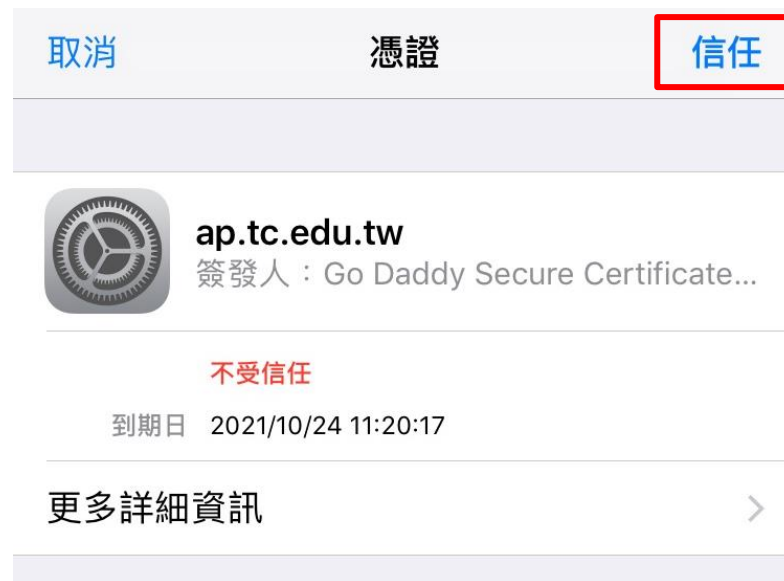 取消 憑證 信任
ap.tc.edu.tw
簽發人：Go Daddy Secure Certificate...
不受信任
到期日 2021/10/24 11:20:17
更多詳細資訊